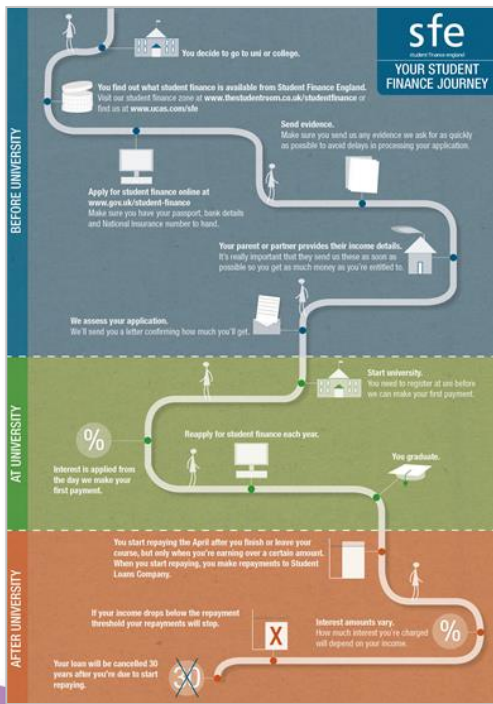 sfe
student finance england
YOUR STUDENT
FINANCE JOURNEY
BEFORE UNIVERSITY
You decide to go to uni or college.
You find out what student finance is available from Student Finance England.
Visit our student finance zone at www.thestudentroom.co.uk/studentfinance or
find us at www.ucas.com/sfe
Send evidence.
Make sure you send us any evidence we ask for as quickly
as possible to avoid delays in processing your application.
Apply for student finance online at
www.gov.uk/student-finance
Make sure you have your passport, bank details
and National Insurance number to hand.
Your parent or partner provides their income details.
It's really important that they send us these as soon as
possible so you get as much money as you're entitled to.
We assess your application.
We'll send you a letter confirming how much you'll get.
AT UNIVERSITY
Start university.
You need to register at uni before
we can make your first payment.
%
Interest is applied from
the day we make your
first payment.
Reapply for student finance each year.
You graduate.
AFTER UNIVERSITY
You start repaying the April after you finish or leave your
course, but only when you're earning over a certain amount.
When you start repaying, you make repayments to Student
Loans Company.
Interest amounts vary.
How much interest you're charged
will depend on your income.
%
If your income drops below the repayment
threshold your repayments will stop.
X
Your loan will be cancelled 30
years after you're due to start
repaying.
30